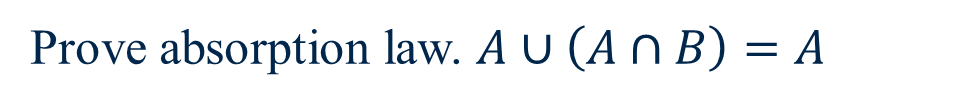 Prove absorption law. 𝐴 ∪ (𝐴 ∩ 𝐵) = 𝐴